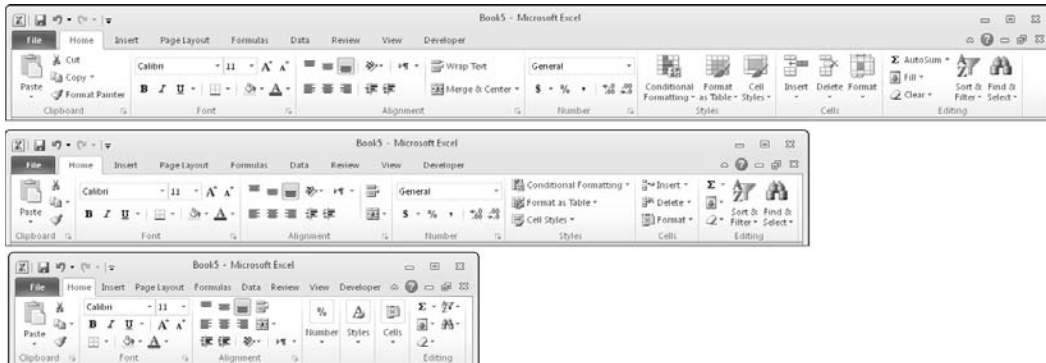 Book5 - Microsoft Excel
File Home Insert Page Layout Formulas Data Review View Developer
Cut Calibri 11 A A Wrap Text General Σ AutoSum
Copy Fill
Paste Format Painter B I U A Merge & Center $ % , Conditional Formatting Format as Table Cell Styles Insert Delete Format Clear Sort & Filter Find & Select
Clipboard Font Alignment Number Styles Cells Editing
Book5 - Microsoft Excel
File Home Insert Page Layout Formulas Data Review View Developer
Calibri 11 A A General Conditional Formatting Insert Σ
Format as Table Delete
Paste B I U A $ % , Cell Styles Format Sort & Filter Find & Select
Clipboard Font Alignment Number Styles Cells Editing
Book5 - Microsoft Excel
File Home Insert Page Layout Formulas Data Review View Developer
Calibri 11 % A Σ
Paste B I U A A Number Styles Cells
A
Clipboard Font Alignment Editing